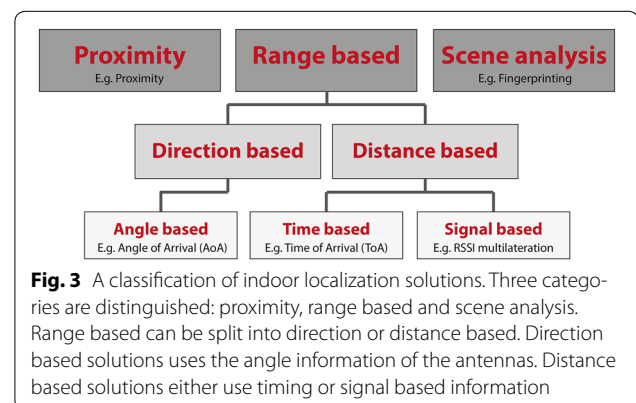 Proximity Range based Scene analysis
E.g. Proximity E.g. Fingerprinting
Direction based Distance based
Angle based Time based Signal based
E.g. Angle of Arrival (AoA) E.g. Time of Arrival (ToA) E.g. RSSI multilateration
Fig. 3 A classification of indoor localization solutions. Three catego-
ries are distinguished: proximity, range based and scene analysis.
Range based can be split into direction or distance based. Direction
based solutions uses the angle information of the antennas. Distance
based solutions either use timing or signal based information